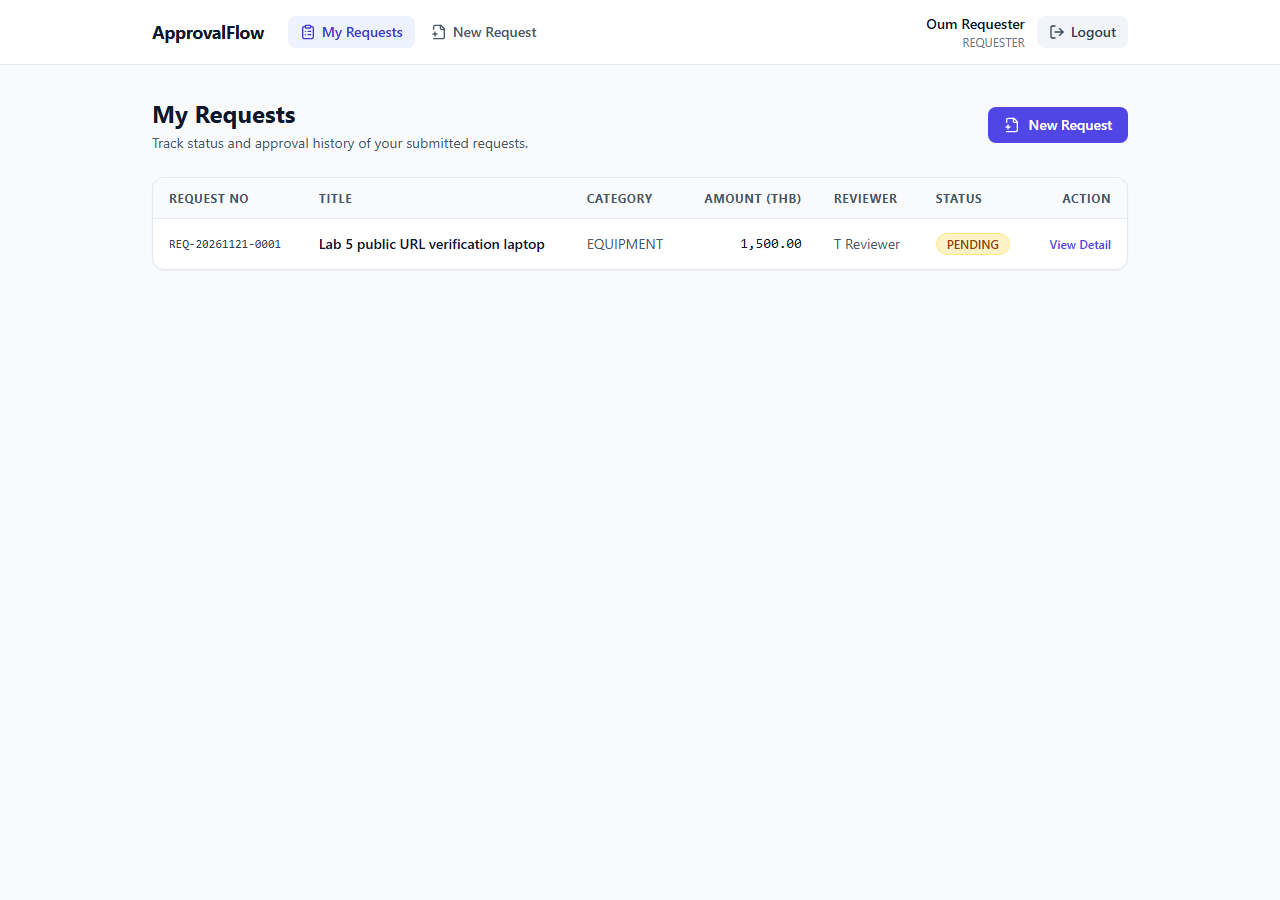 ApprovalFlow My Requests New Request Oum Requester Logout
REQUESTER
My Requests
Track status and approval history of your submitted requests.
New Request
REQUEST NO TITLE CATEGORY AMOUNT (THB) REVIEWER STATUS ACTION
REQ-20261121-0001 Lab 5 public URL verification laptop EQUIPMENT 1,500.00 T Reviewer PENDING View Detail